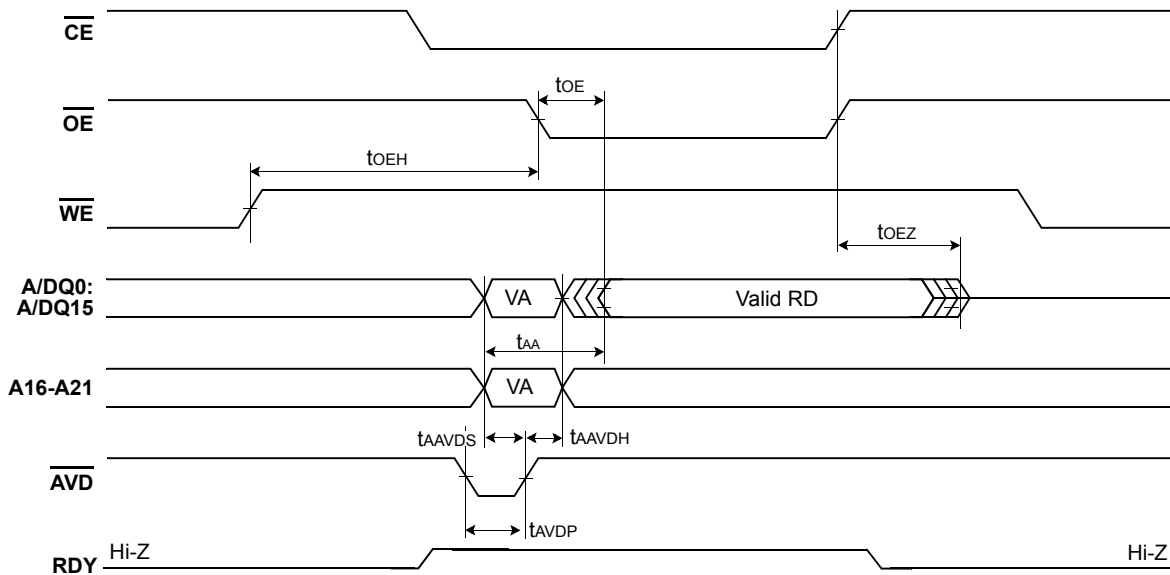 CE
tOE
OE
tOEH
WE
tOEZ
A/DQ0:
A/DQ15
VA
Valid RD
tAA
A16-A21
VA
tAAVDS
tAAVDH
AVD
tAVDP
Hi-Z
Hi-Z
RDY